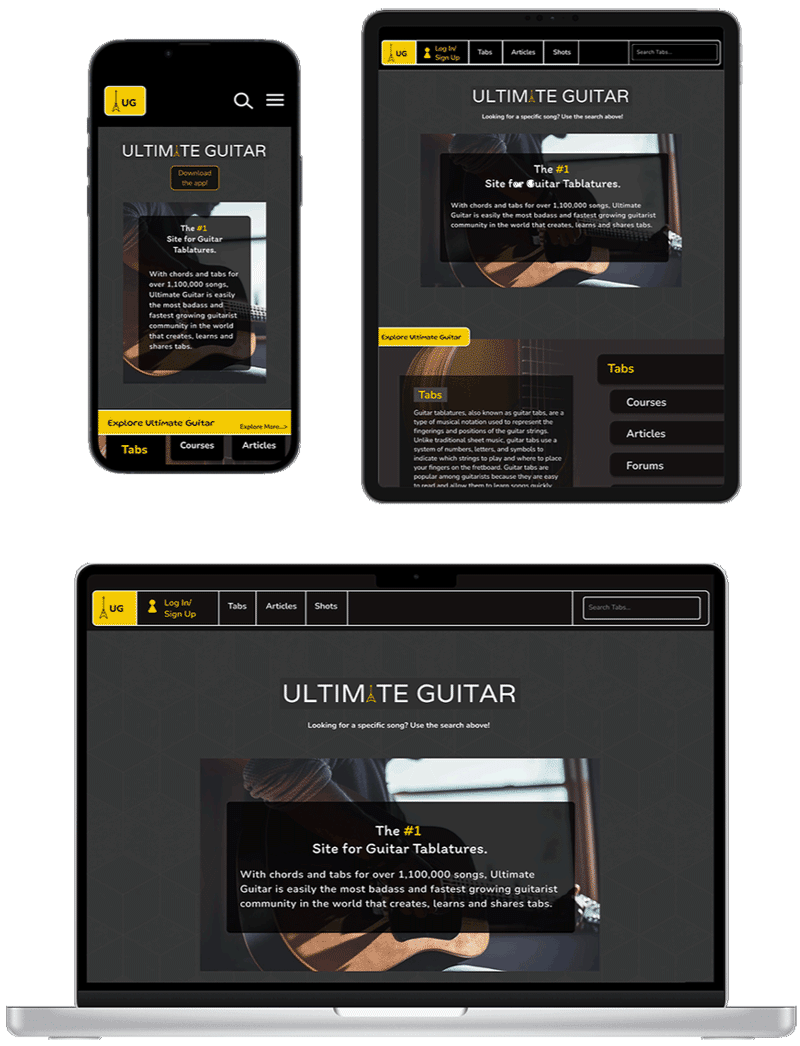 UG
ULTIMATE GUITAR
Download
the app!
The #1
Site for Guitar
Tablatures.
With chords and tabs for
over 1,100,000 songs,
Ultimate Guitar is easily
the most badass and
fastest growing guitarist
community in the world
that creates, learns and
shares tabs.
Explore Ultimate Guitar
Explore More...>
Tabs
Courses
Articles
UG
Log In/
Sign Up
Tabs
Articles
Shots
Search Tabs...
ULTIMATE GUITAR
Looking for a specific song? Use the search above!
The #1
Site for Guitar Tablatures.
With chords and tabs for over 1,100,000 songs, Ultimate
Guitar is easily the most badass and fastest growing guitarist
community in the world that creates, learns and shares tabs.
Explore Ultimate Guitar
Tabs
Guitar tablatures, also known as guitar tabs, are a
type of musical notation used to represent the
fingerings and positions of the guitar strings.
Unlike traditional sheet music, guitar tabs use a
system of numbers, letters, and symbols to
indicate which strings to play and where to place
your fingers on the fretboard. Guitar tabs are
popular among guitarists because they are easy
to read and allow them to learn songs quickly
Tabs
Courses
Articles
Forums
UG
Log In/
Sign Up
Tabs
Articles
Shots
Search Tabs...
ULTIMATE GUITAR
Looking for a specific song? Use the search above!
The #1
Site for Guitar Tablatures.
With chords and tabs for over 1,100,000 songs, Ultimate
Guitar is easily the most badass and fastest growing guitarist
community in the world that creates, learns and shares tabs.